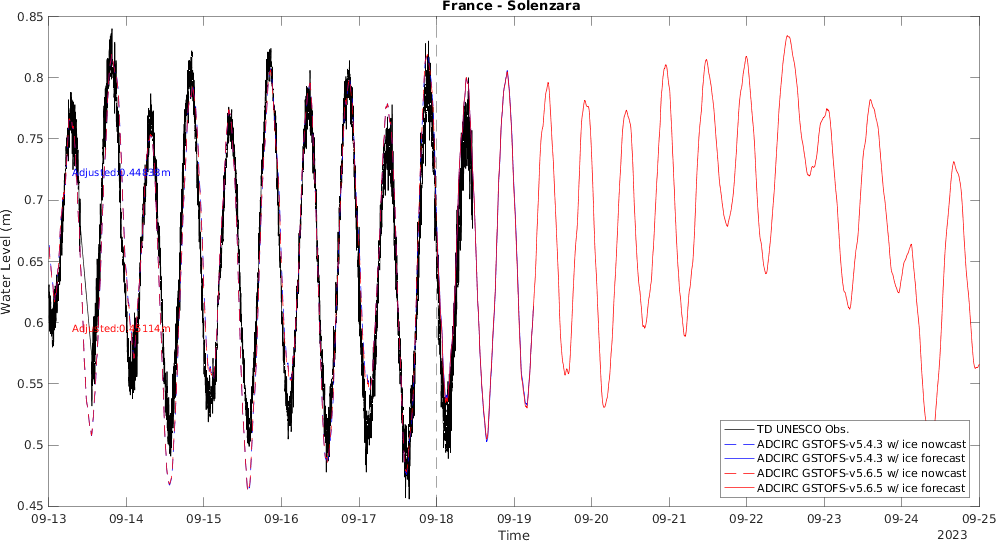 France - Solenzara
0.85
0.8
0.75
0.7
0.65
0.6
0.55
0.5
0.45
Water Level (m)
Adjusted:0.44833m
Adjusted:0.45114m
TD UNESCO Obs.
ADCIRC GSTOFS-v5.4.3 w/ ice nowcast
ADCIRC GSTOFS-v5.4.3 w/ ice forecast
ADCIRC GSTOFS-v5.6.5 w/ ice nowcast
ADCIRC GSTOFS-v5.6.5 w/ ice forecast
09-13 09-14 09-15 09-16 09-17 09-18 09-19 09-20 09-21 09-22 09-23 09-24 09-25
Time
2023